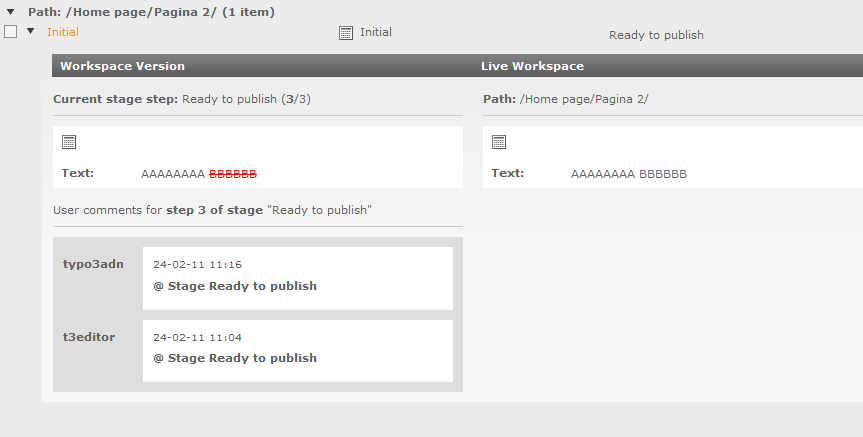 Path: /Home page/Pagina 2/ (1 item)
Initial Initial Ready to publish
Workspace Version Live Workspace
Current stage step: Ready to publish (3/3) Path: /Home page/Pagina 2/
Text: AAAAAAAA BBBBBB Text: AAAAAAAA BBBBBB
User comments for step 3 of stage "Ready to publish"
typo3adn 24-02-11 11:16
@ Stage Ready to publish
t3editor 24-02-11 11:04
@ Stage Ready to publish